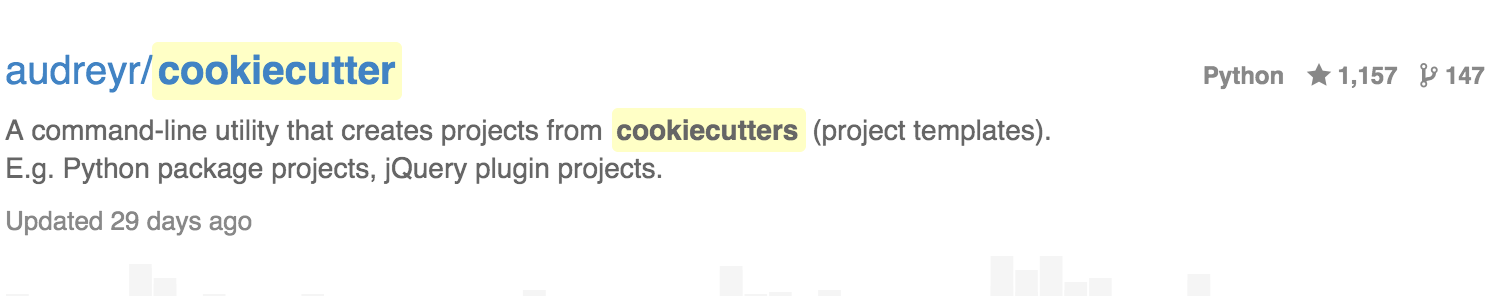 audreyr/cookiecutter Python 1,157 147
A command-line utility that creates projects from cookiecutters (project templates).
E.g. Python package projects, jQuery plugin projects.
Updated 29 days ago